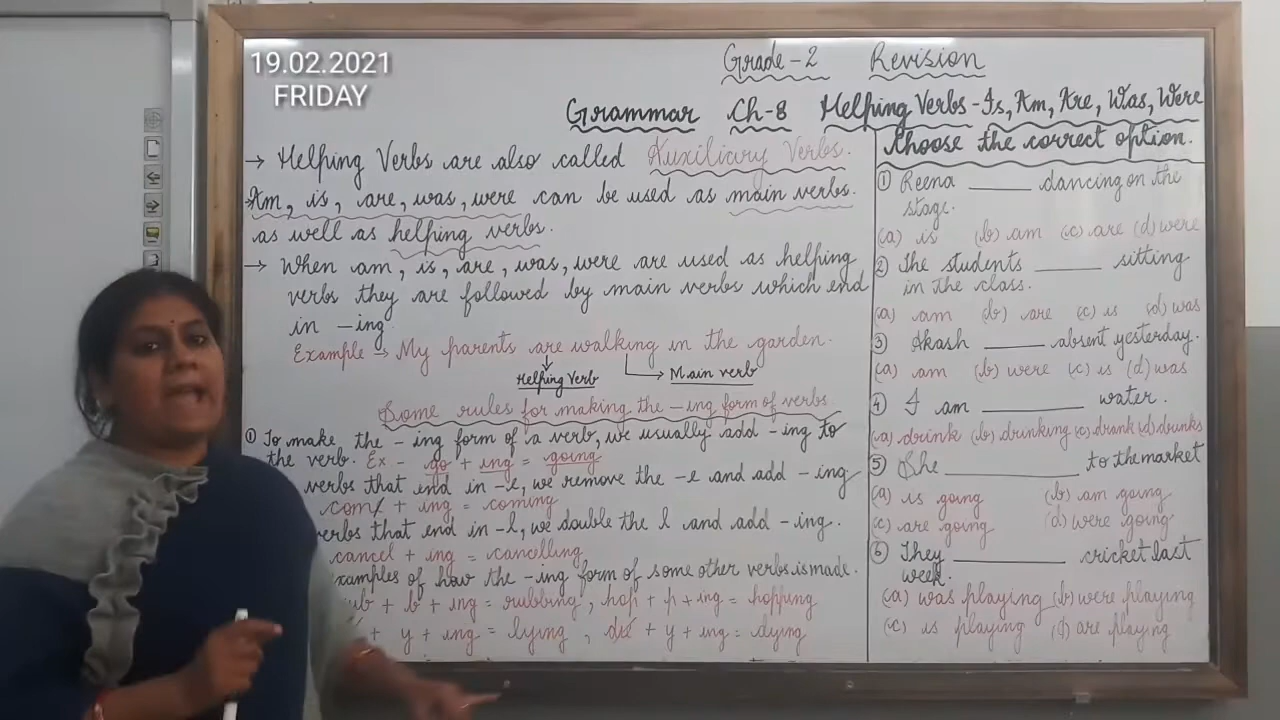 19.02.2021
FRIDAY
Grade-2 Revision
Grammar Ch-8 Helping Verbs - Is, Am, Are, Was, Were
→ Helping Verbs are also called Auxiliary Verbs.
→ Am, is, are, was, were can be used as main verbs
as well as helping verbs.
→ When am, is, are, was, were are used as helping
verbs they are followed by main verbs which end
in -ing.
Example → My parents are walking in the garden.
Helping Verb Main verb
Some rules for making the -ing form of verbs.
① To make the -ing form of a verb, we usually add -ing to
the verb. Ex - go + ing = going
verbs that end in -e, we remove the -e and add -ing
come + ing = coming
verbs that end in -l, we double the l and add -ing.
cancel + ing = cancelling
examples of how the -ing form of some other verbs is made.
rub + b + ing = rubbing, hop + p + ing = hopping
+ y + ing = lying, die + y + ing = dying
Choose the correct option.
① Reena ____ dancing on the
stage.
(a) is (b) am (c) are (d) were
② The students ____ sitting
in the class.
(a) am (b) are (c) is (d) was
③ Akash ____ absent yesterday.
(a) am (b) were (c) is (d) was
④ I am ____ water.
(a) drink (b) drinking (c) drank (d) drinks
⑤ She ____ to the market
(a) is going (b) am going
(c) are going (d) were going
⑥ They ____ cricket last
week.
(a) was playing (b) were playing
(c) is playing (d) are playing